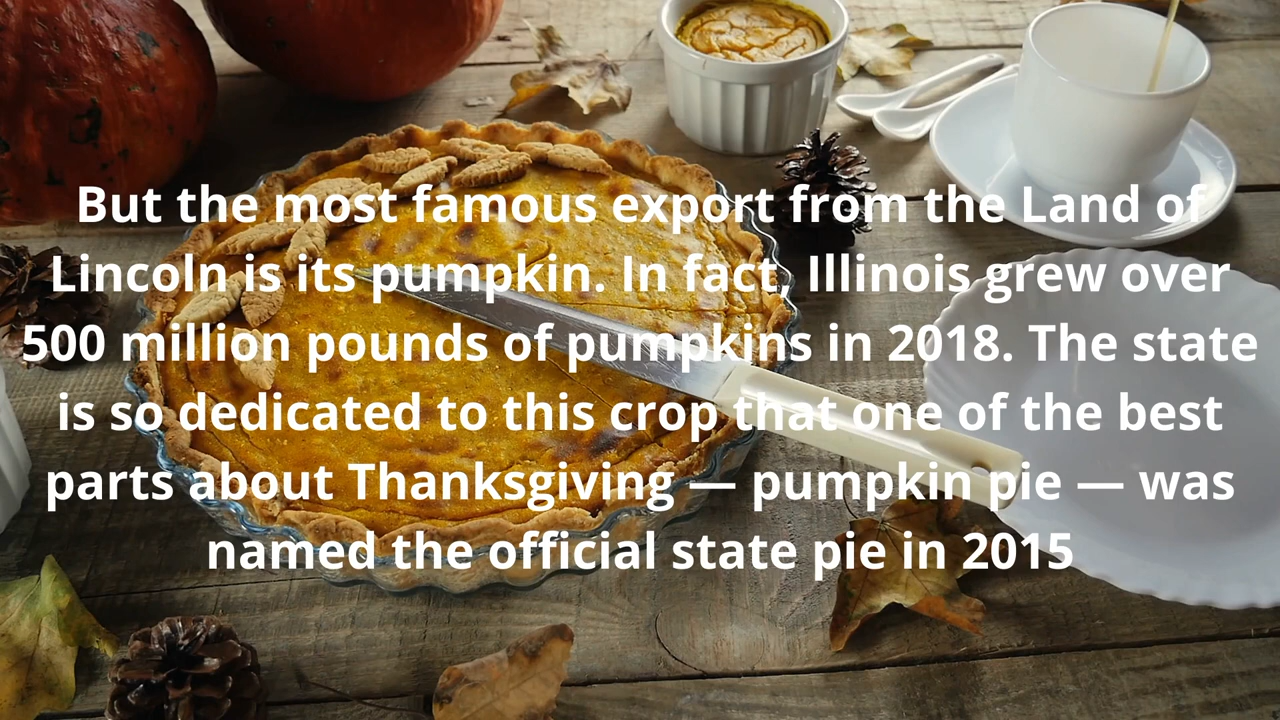 But the most famous export from the Land of
Lincoln is its pumpkin. In fact, Illinois grew over
500 million pounds of pumpkins in 2018. The state
is so dedicated to this crop that one of the best
parts about Thanksgiving — pumpkin pie — was
named the official state pie in 2015